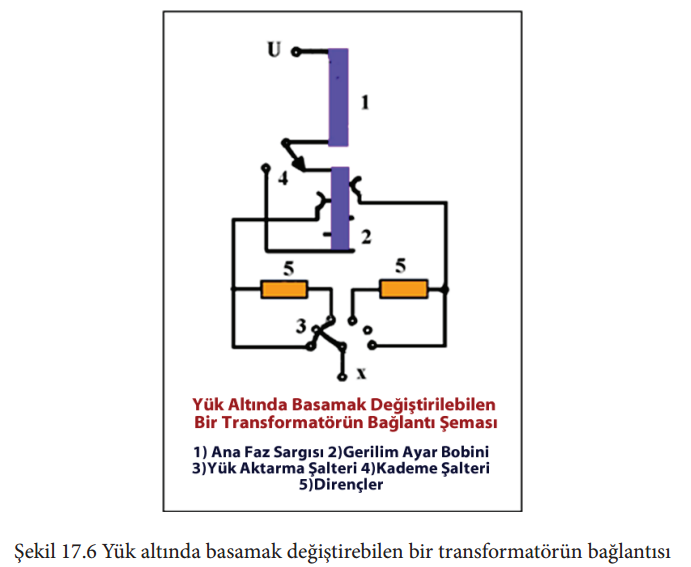 U
1
4
2
5
5
3
x
Yük Altında Basamak Değiştirilebilen
Bir Transformatörün Bağlantı Şeması
1) Ana Faz Sargısı 2)Gerilim Ayar Bobini
3)Yük Aktarma Şalteri 4)Kademe Şalteri
5)Dirençler
Şekil 17.6 Yük altında basamak değiştirebilen bir transformatörün bağlantısı